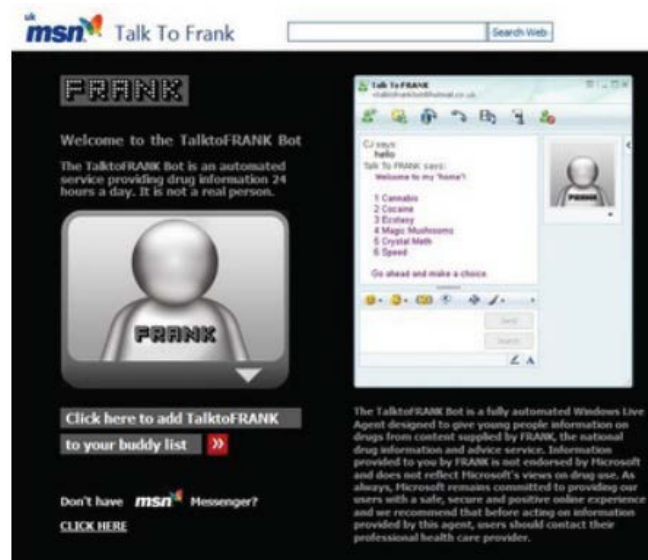 uk
msn Talk To Frank
Search Web
FRANK
Welcome to the TalktoFRANK Bot
The TalktoFRANK Bot is an automated
service providing drug information 24
hours a day. It is not a real person.
FRANK
Click here to add TalktoFRANK
to your buddy list »
Don't have msn Messenger?
CLICK HERE
Talk To FRANK
CJ says:
hello
Talk To FRANK says:
Welcome to my 'home'!
1 Cannabis
2 Cocaine
3 Ecstasy
4 Magic Mushrooms
5 Crystal Meth
6 Speed
Go ahead and make a choice.
FRANK
Send
Search
A
The TalktoFRANK Bot is a fully automated Windows Live
Agent designed to give young people information on
drugs from content supplied by FRANK, the national
drug information and advice service. Information
provided to you by FRANK is not endorsed by Microsoft
and does not reflect Microsoft's views on drug use. As
always, Microsoft remains committed to providing our
users with a safe, secure and positive online experience
and we recommend that before acting on information
provided by this agent, users should contact their
professional health care provider.